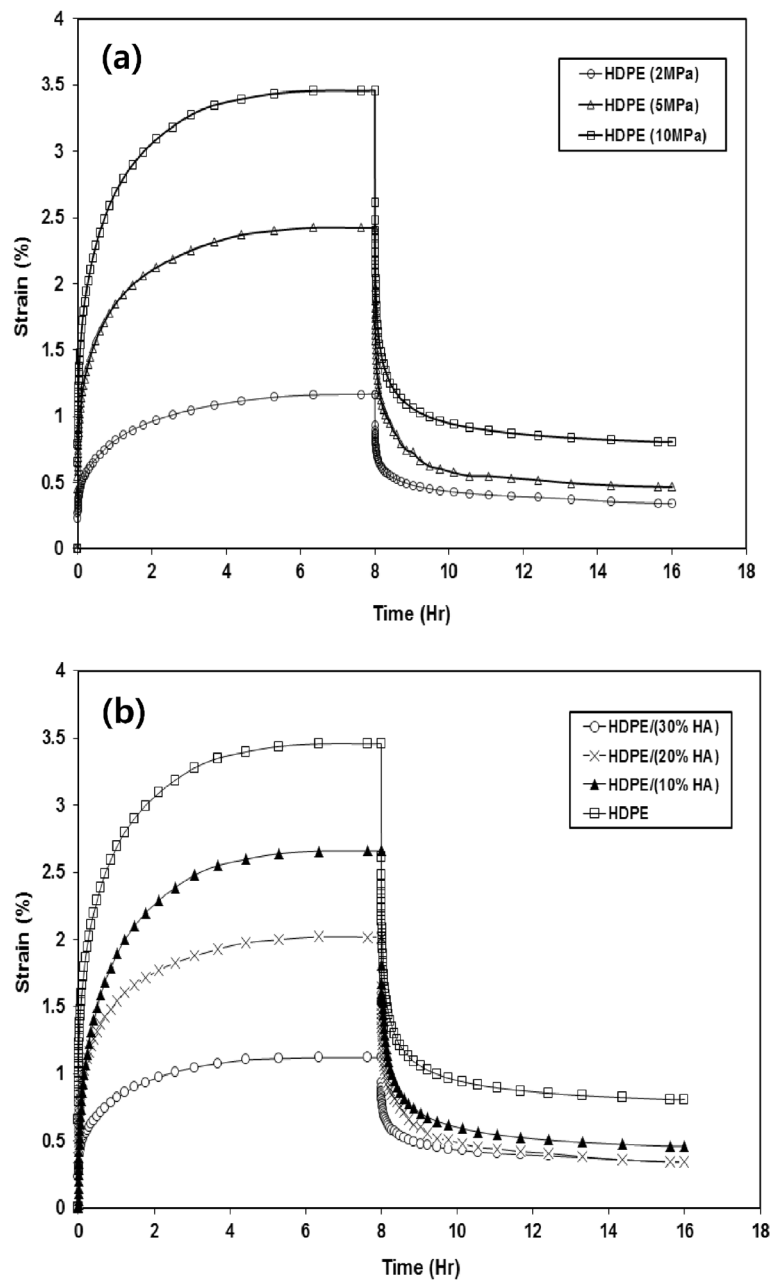 (a)
HDPE (2MPa)
HDPE (5MPa)
HDPE (10MPa)
Strain (%)
4
3.5
3
2.5
2
1.5
1
0.5
0
0 2 4 6 8 10 12 14 16 18
Time (Hr)
(b)
HDPE/(30% HA)
HDPE/(20% HA)
HDPE/(10% HA)
HDPE
Strain (%)
4
3.5
3
2.5
2
1.5
1
0.5
0
0 2 4 6 8 10 12 14 16 18
Time (Hr)